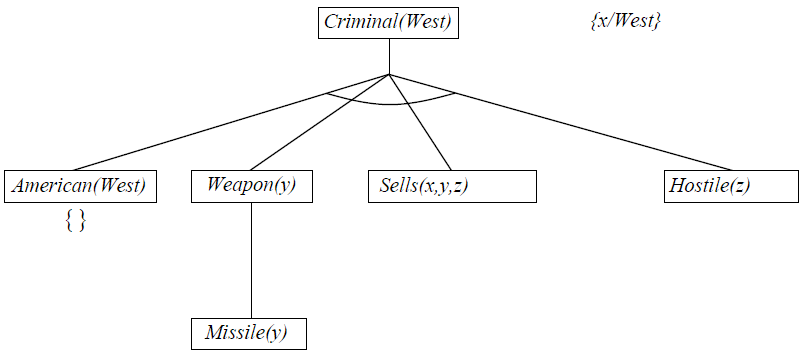 Criminal(West)
{x/West}
American(West)
Weapon(y)
Sells(x,y,z)
Hostile(z)
{ }
Missile(y)